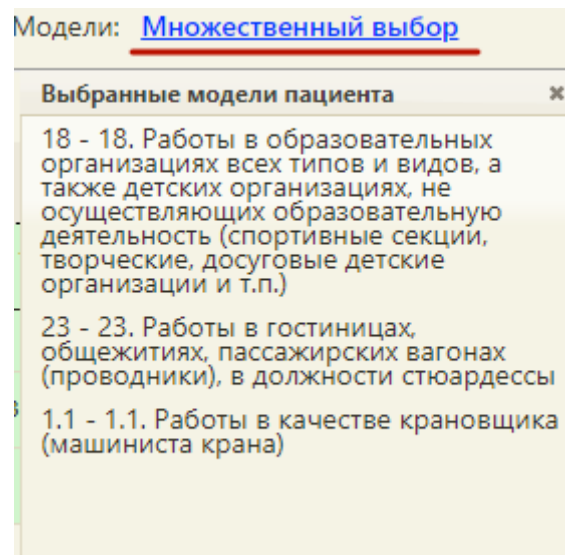 Модели: Множественный выбор
Выбранные модели пациента
18 - 18. Работы в образовательных
организациях всех типов и видов, а
также детских организациях, не
осуществляющих образовательную
деятельность (спортивные секции,
творческие, досуговые детские
организации и т.п.)
23 - 23. Работы в гостиницах,
общежитиях, пассажирских вагонах
(проводники), в должности стюардессы
1.1 - 1.1. Работы в качестве крановщика
(машиниста крана)